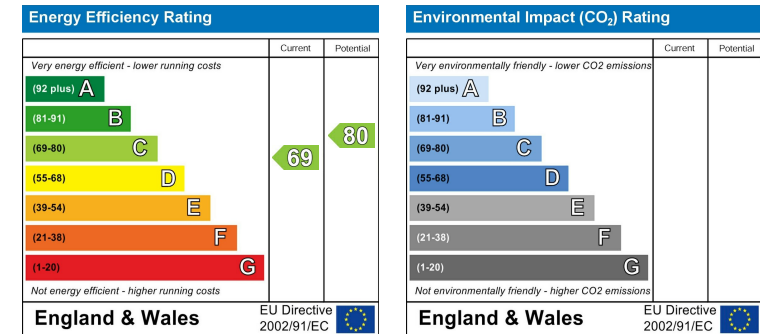 Energy Efficiency Rating
Current Potential
Very energy efficient - lower running costs
(92 plus) A
(81-91) B
(69-80) C
(55-68) D
(39-54) E
(21-38) F
(1-20) G
69
80
Not energy efficient - higher running costs
England & Wales
EU Directive
2002/91/EC
Environmental Impact (CO₂) Rating
Current Potential
Very environmentally friendly - lower CO2 emissions
(92 plus) A
(81-91) B
(69-80) C
(55-68) D
(39-54) E
(21-38) F
(1-20) G
Not environmentally friendly - higher CO2 emissions
England & Wales
EU Directive
2002/91/EC